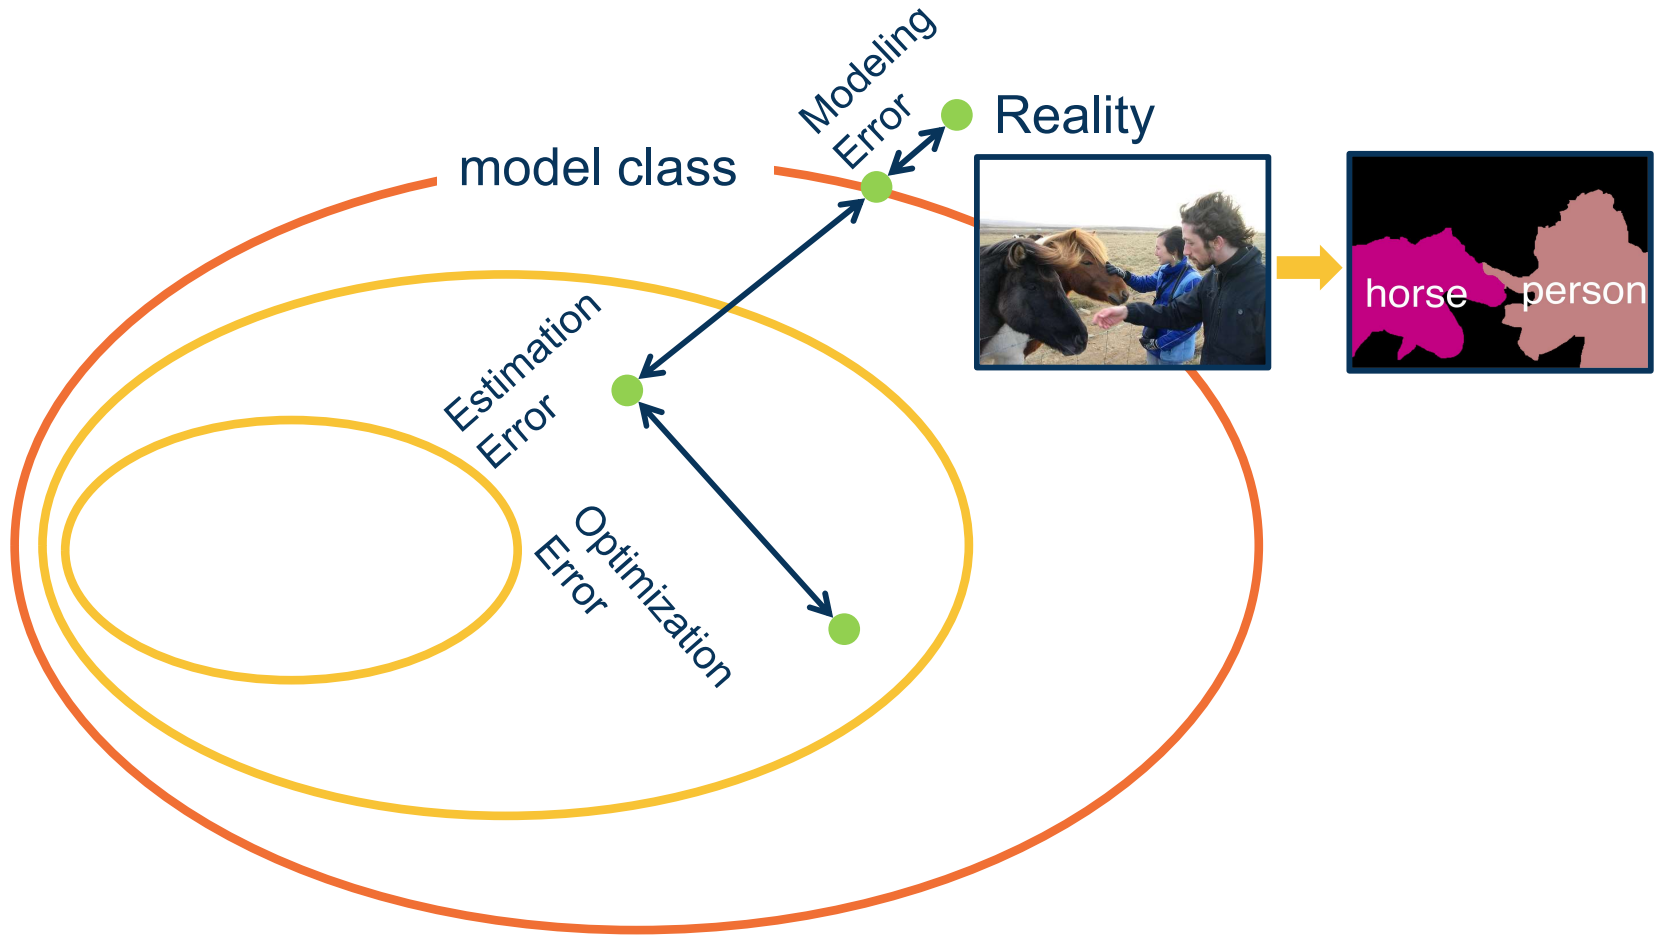 Modeling
Error
Reality
model class
horse
person
Estimation
Error
Optimization
Error